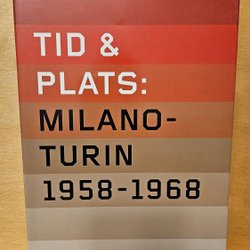 TID &
PLATS:
MILANO-
TURIN
1958-1968